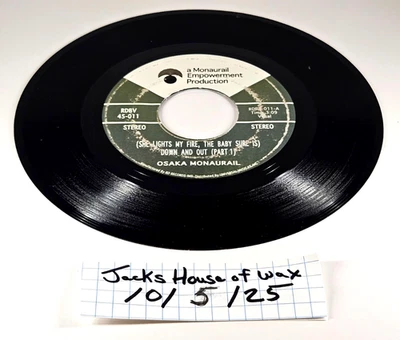 a Monaurail
Empowerment
Production
RDBV
45-011
STEREO
STEREO
Vocal
(SHE LIGHTS MY FIRE, THE BABY SURE IS)
DOWN AND OUT (PART 1)
OSAKA MONAURAIL
Jacks House of Wax
10/5/25